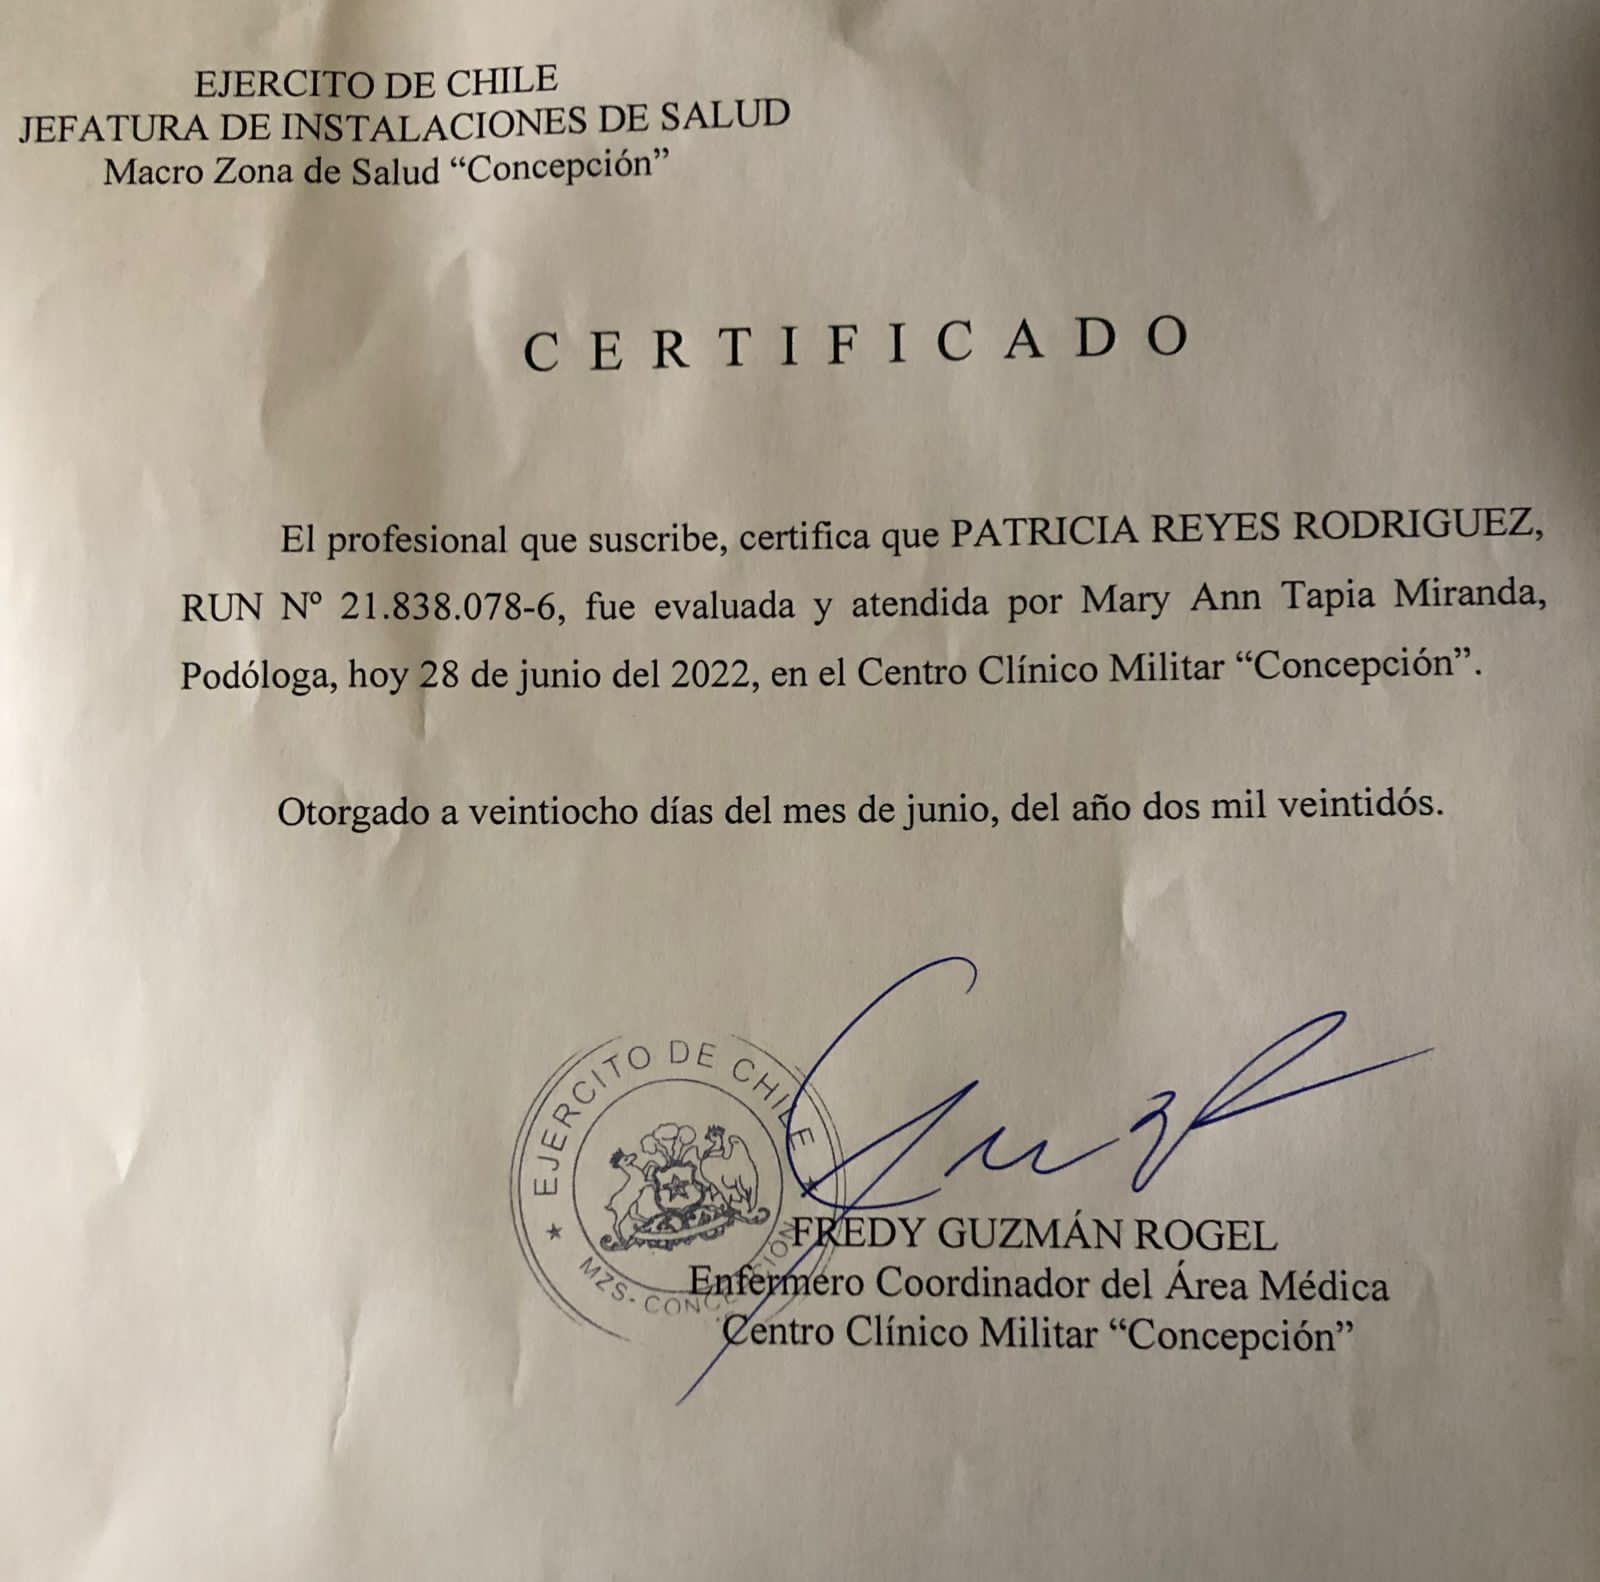 EJERCITO DE CHILE
JEFATURA DE INSTALACIONES DE SALUD
Macro Zona de Salud “Concepción”
CERTIFICADO
El profesional que suscribe, certifica que PATRICIA REYES RODRIGUEZ,
RUN Nº 21.838.078-6, fue evaluada y atendida por Mary Ann Tapia Miranda,
Podóloga, hoy 28 de junio del 2022, en el Centro Clínico Militar “Concepción”.
Otorgado a veintiocho días del mes de junio, del año dos mil veintidós.
★ EJERCITO DE CHILE ★
MZS. CONCEPCION
FREDY GUZMÁN ROGEL
Enfermero Coordinador del Área Médica
Centro Clínico Militar “Concepción”